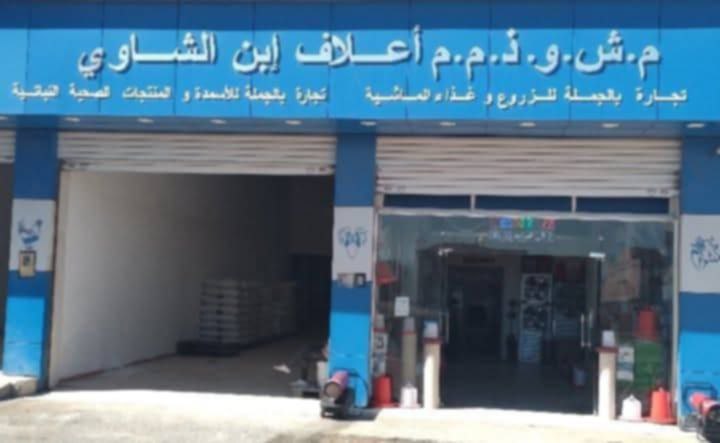 م.ش.و.ذ.م.م أعلاف إبن الشاوي
تجارة بالجملة للزروع و غذاء الماشية تجارة بالجملة للأسمدة و المنتجات الصحية النباتية